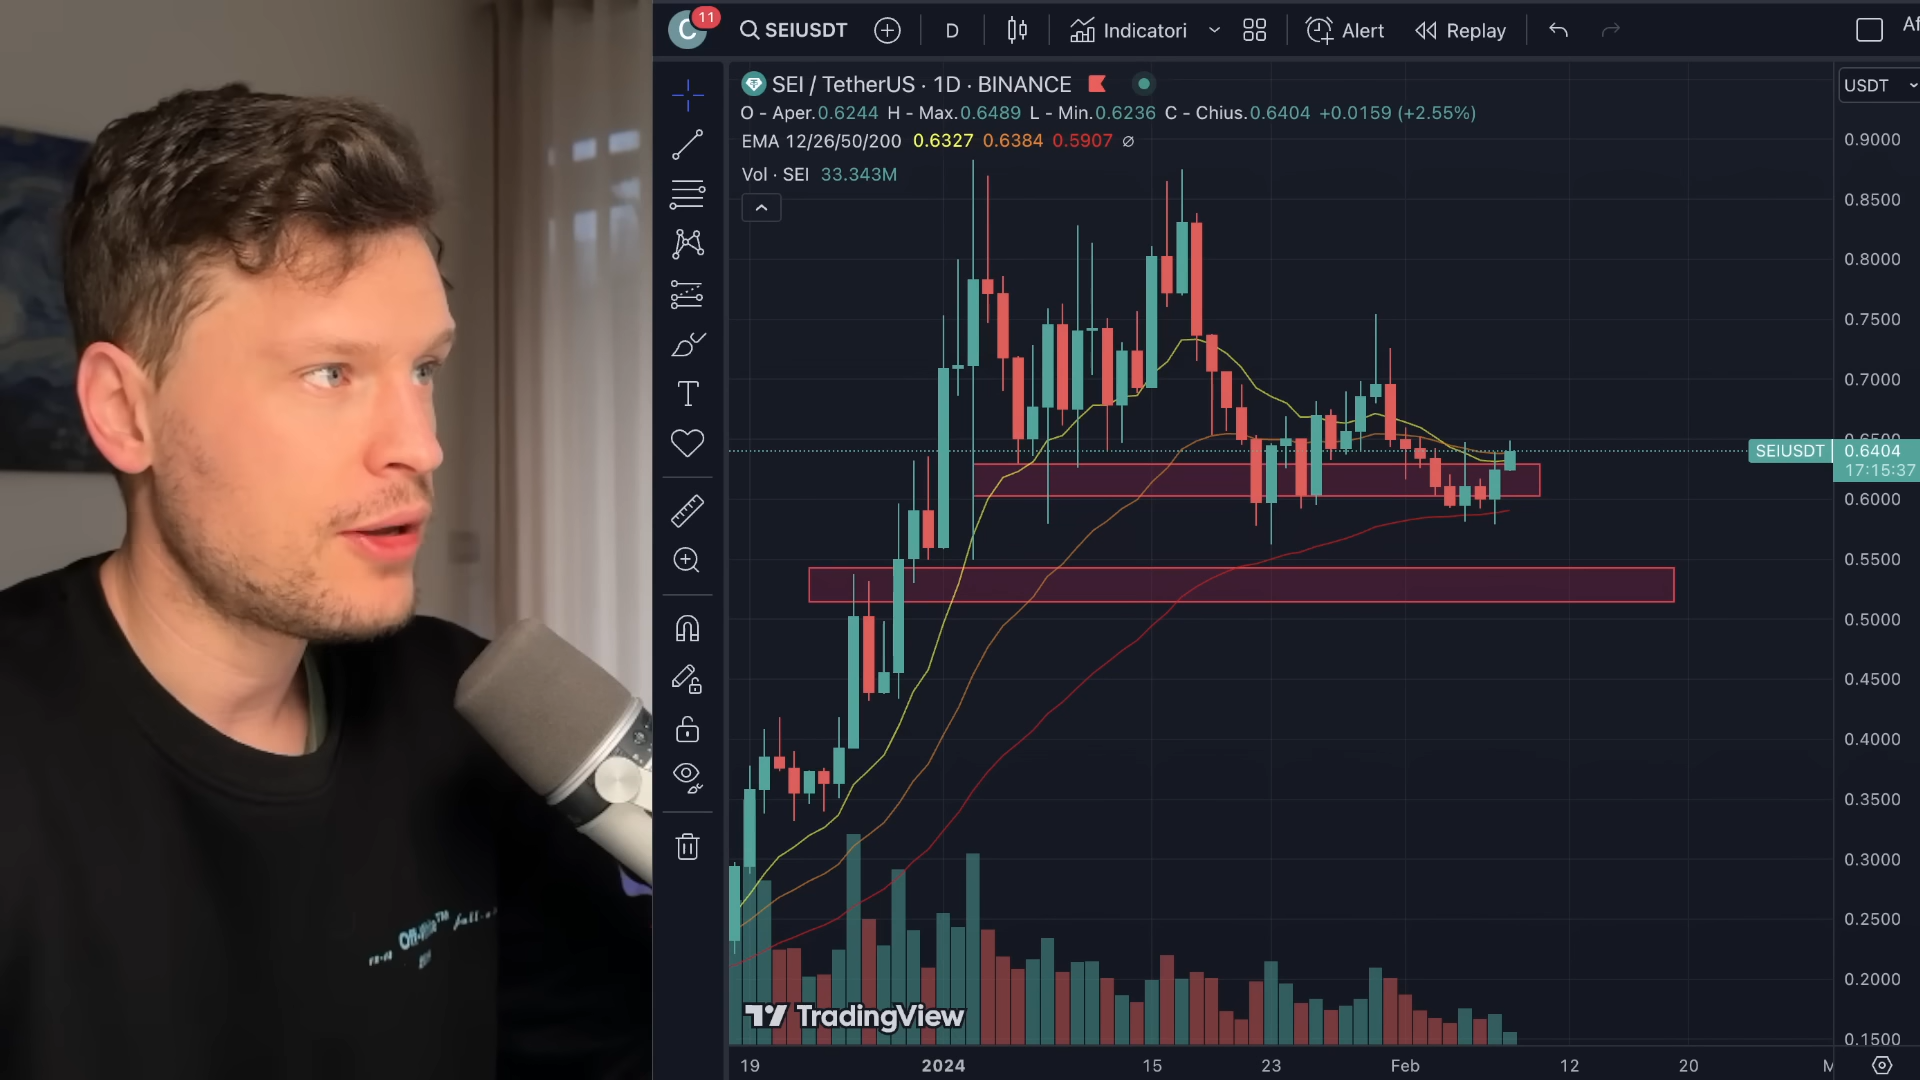 C 11 SEIUSDT D Indicatori Alert Replay
SEI / TetherUS · 1D · BINANCE
USDT
O - Aper.0.6244 H - Max.0.6489 L - Min.0.6236 C - Chius.0.6404 +0.0159 (+2.55%)
EMA 12/26/50/200 0.6327 0.6384 0.5907 ∅
Vol · SEI 33.343M
0.9000
0.8500
0.8000
0.7500
0.7000
0.6500
SEIUSDT 0.6404
17:15:37
0.6000
0.5500
0.5000
0.4500
0.4000
0.3500
0.3000
0.2500
0.2000
0.1500
TradingView
19 2024 15 23 Feb 12 20